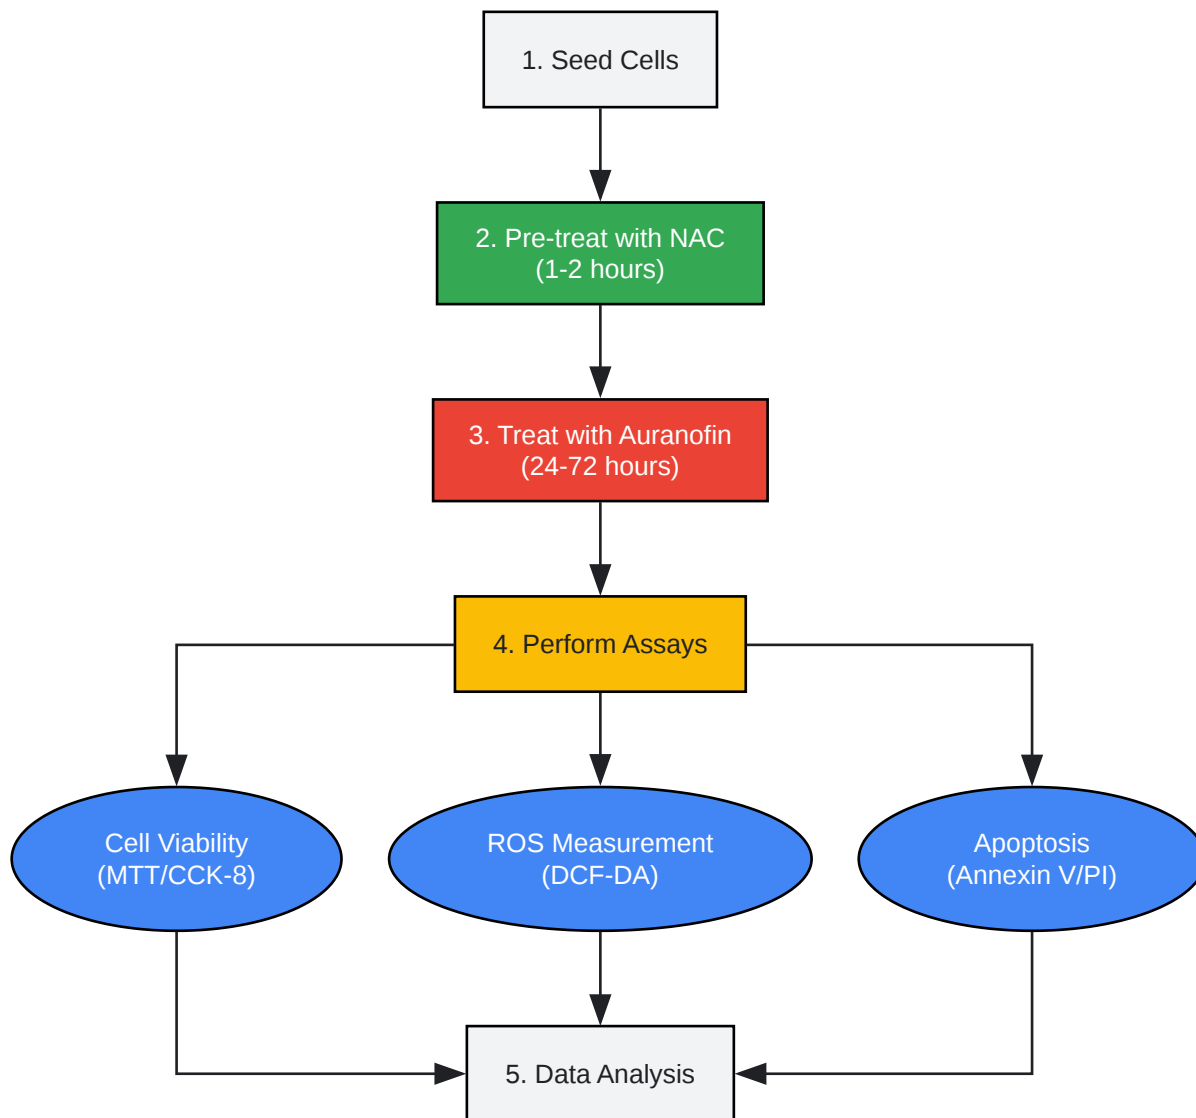 1. Seed Cells
2. Pre-treat with NAC
(1-2 hours)
3. Treat with Auranofin
(24-72 hours)
4. Perform Assays
Cell Viability
(MTT/CCK-8)
ROS Measurement
(DCF-DA)
Apoptosis
(Annexin V/PI)
5. Data Analysis